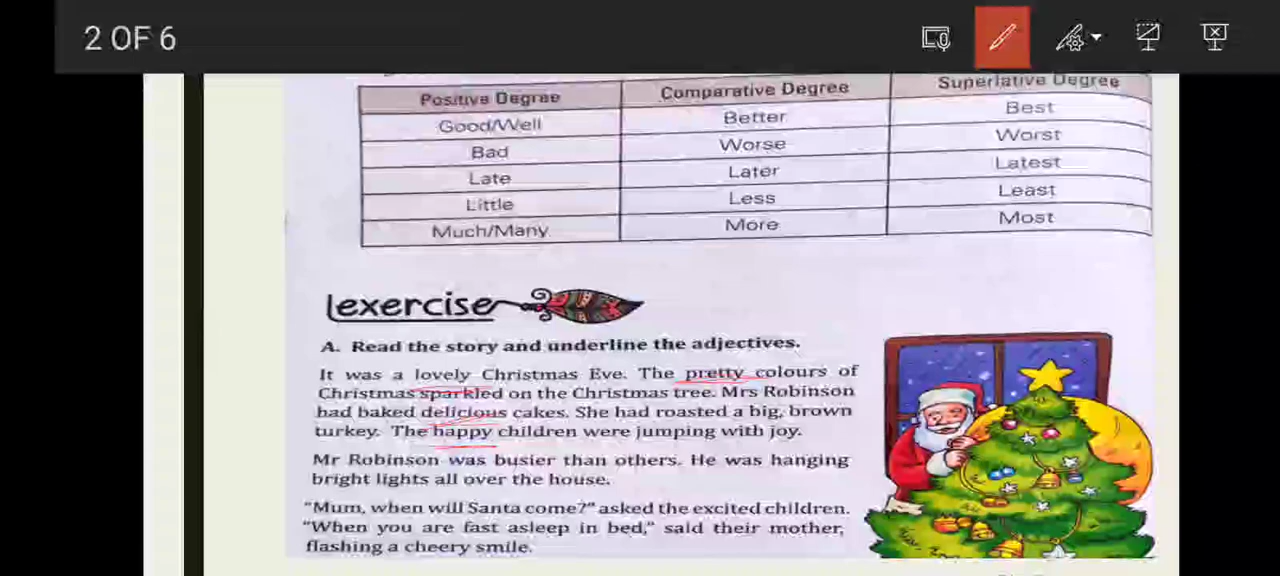 2 OF 6
Positive Degree Comparative Degree Superlative Degree
Good/Well Better Best
Bad Worse Worst
Late Later Latest
Little Less Least
Much/Many More Most
exercise
A. Read the story and underline the adjectives.
It was a lovely Christmas Eve. The pretty colours of
Christmas sparkled on the Christmas tree. Mrs Robinson
had baked delicious cakes. She had roasted a big, brown
turkey. The happy children were jumping with joy.
Mr Robinson was busier than others. He was hanging
bright lights all over the house.
"Mum, when will Santa come?" asked the excited children.
"When you are fast asleep in bed," said their mother,
flashing a cheery smile.